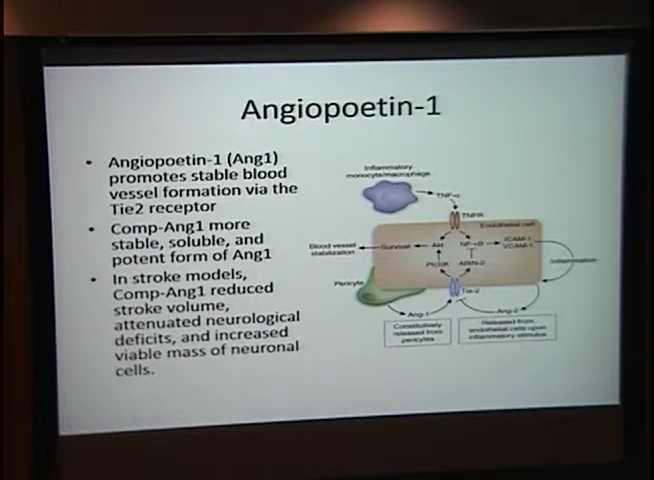 Angiopoetin-1
• Angiopoetin-1 (Ang1)
promotes stable blood
vessel formation via the
Tie2 receptor
• Comp-Ang1 more
stable, soluble, and
potent form of Ang1
• In stroke models,
Comp-Ang1 reduced
stroke volume,
attenuated neurological
deficits, and increased
viable mass of neuronal
cells.
Inflammatory
monocyte/macrophage
TNF-α
TNFR
Endothelial cell
Blood vessel
stabilization
Survival
Akt
NF-κB
ICAM-1
VCAM-1
PI(3)K
ABIN-2
Inflammation
Pericyte
Tie-2
Ang-1
Ang-2
Constitutively
released from
pericytes
Released from
endothelial cells upon
inflammatory stimulus